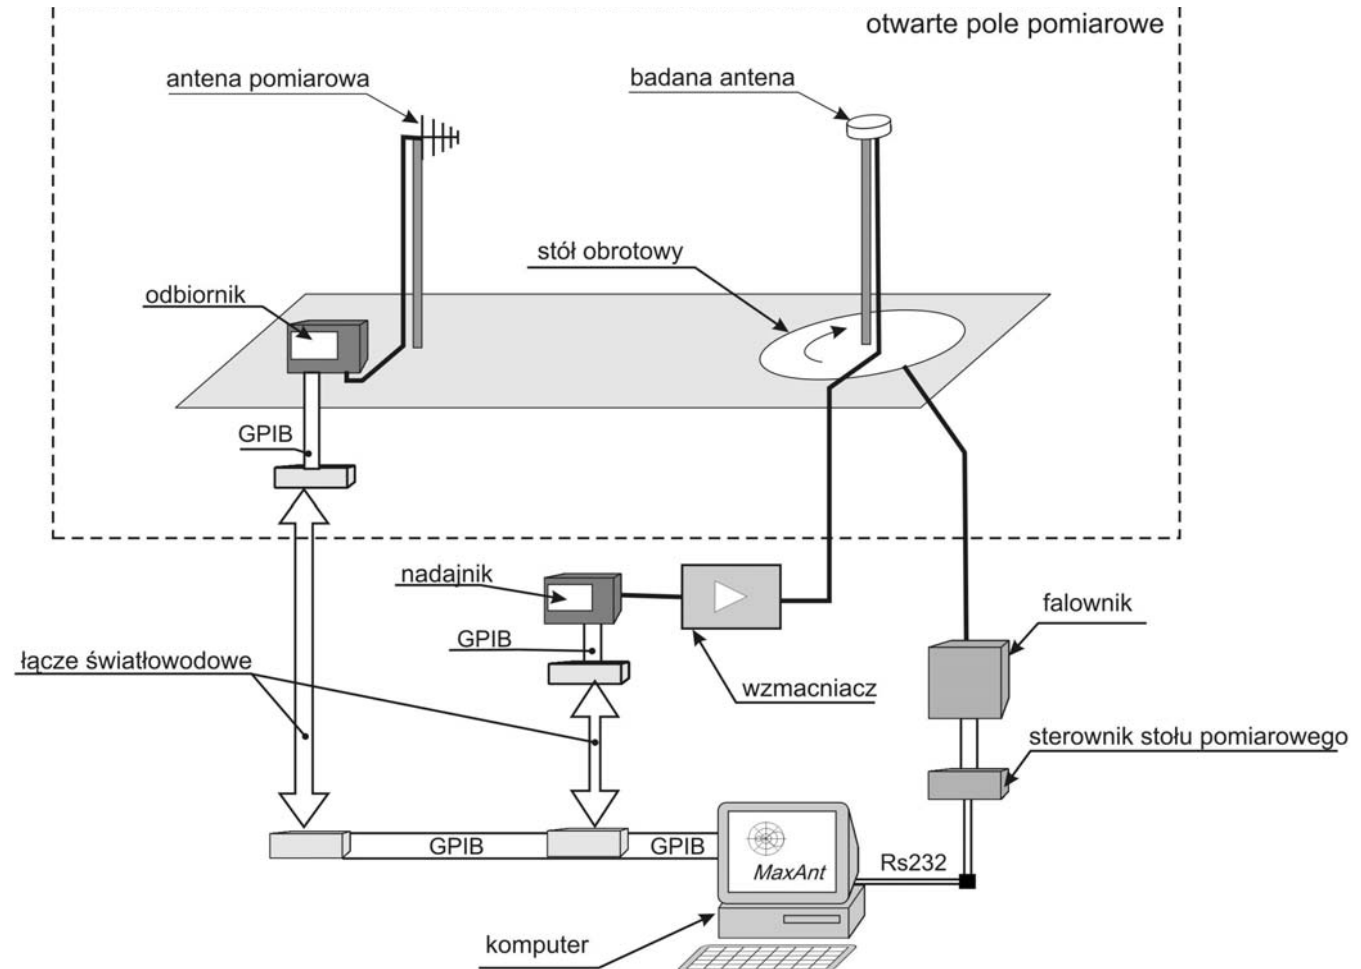 otwarte pole pomiarowe
antena pomiarowa
badana antena
stół obrotowy
odbiornik
GPIB
nadajnik
falownik
GPIB
łącze światłowodowe
wzmacniacz
sterownik stołu pomiarowego
GPIB
GPIB
MaxAnt
Rs232
komputer